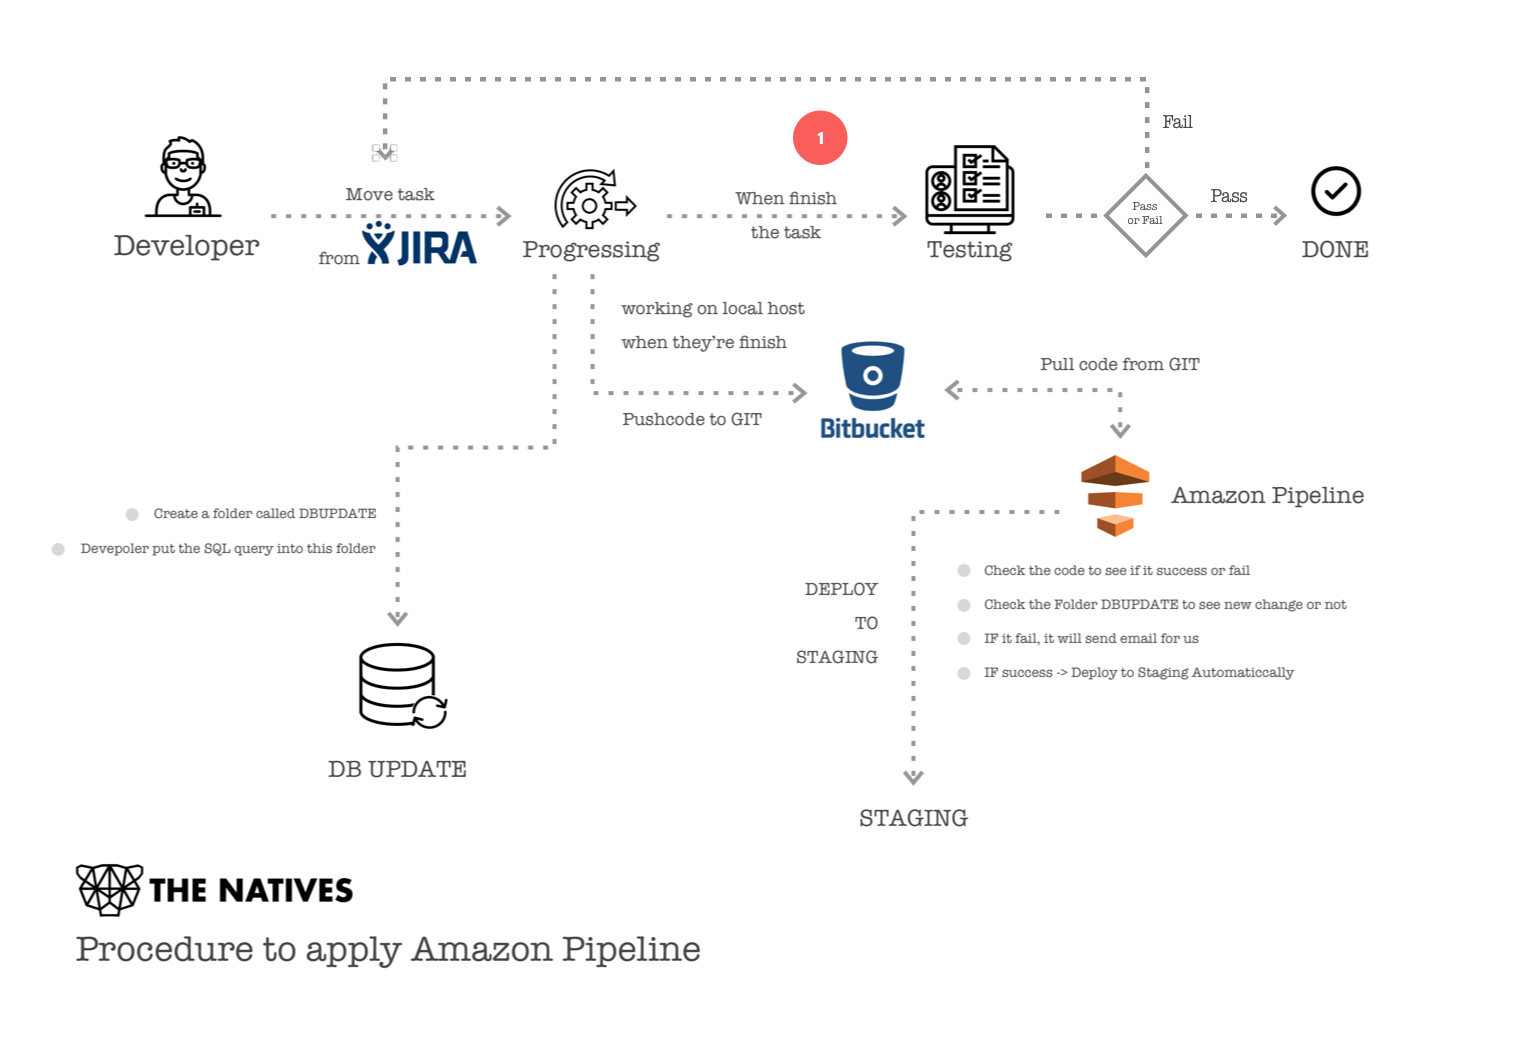 Fail
1
Move task
from JIRA
When finish
the task
Pass
or Fail
Pass
Developer
Progressing
Testing
DONE
working on local host
when they're finish
Pushcode to GIT
Bitbucket
Pull code from GIT
Amazon Pipeline
Create a folder called DBUPDATE
Devepoler put the SQL query into this folder
DEPLOY
TO
STAGING
Check the code to see if it success or fail
Check the Folder DBUPDATE to see new change or not
IF it fail, it will send email for us
IF success -> Deploy to Staging Automaticcally
DB UPDATE
STAGING
THE NATIVES
Procedure to apply Amazon Pipeline